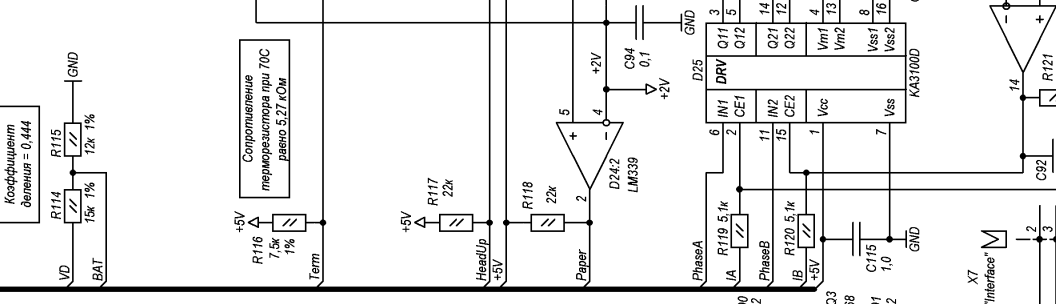 Коэффициент
деления = 0,444
GND
R115
12к 1%
R114
15к 1%
VD
BAT
Сопротивление
терморезистора при 70С
равно 5,27 кОм
+5V
R116
7,5к
1%
Term
+5V
R117
22к
HeadUp
+5V
R118
22к
Paper
5
4
+
–
2
D24:2
LM339
+2V
+2V
C94
0,1
GND
D25
DRV
KA3100D
3
5
14
12
4
13
8
16
Q11
Q12
Q21
Q22
Vm1
Vm2
Vss1
Vss2
IN1
CE1
IN2
CE2
Vcc
Vss
6
2
11
15
1
7
PhaseA
R119 5,1к
IA
PhaseB
R120 5,1к
IB
+5V
C115
1,0
GND
–
+
14
R121
C92
X7
"Interface"
2
3